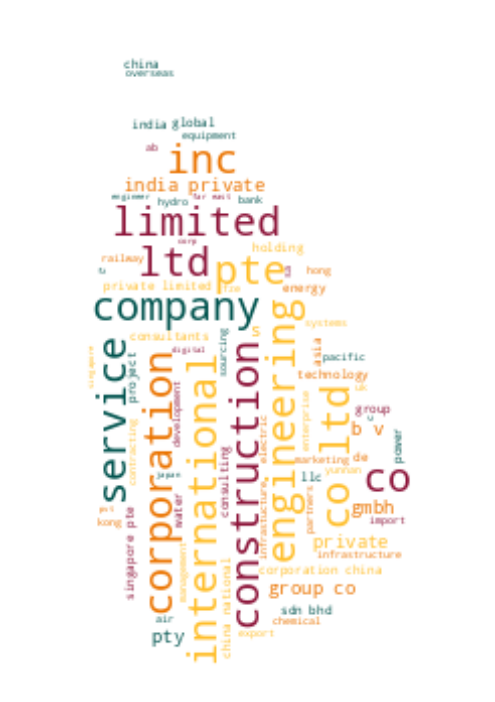 china
overseas
india global
equipment
ab
inc
india private
engineer
far east
hydro
bank
limited
corp
holding
railway
ltd
pte
hong
private limited
energy
company
systems
consultants
s
digital
sourcing
singapore
service
project
contracting
corporation
development
international
construction
engineering
asia
pacific
technology
enterprise
electric
co ltd
group
b v
power
marketing
de
yunnan
co
llc
japan
consulting
water
infrastructure
partners
gmbh
import
kong
singapore pte
private
infrastructure
management
corporation china
china national
group co
sdn bhd
air
chemical
pty
export